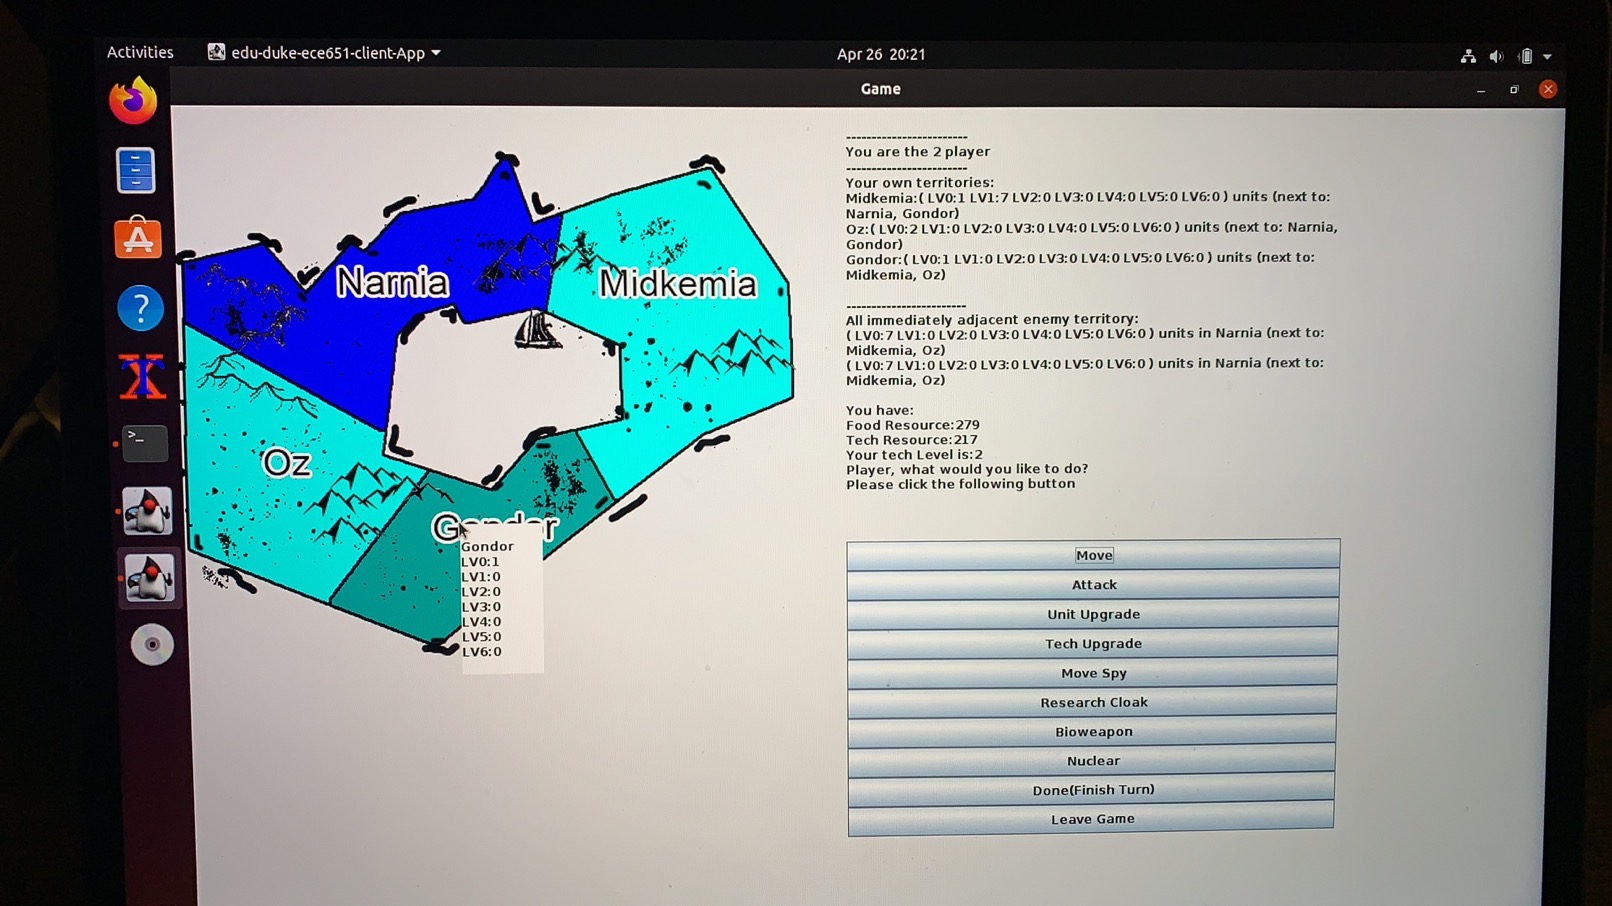 Activities
edu-duke-ece651-client-App
Apr 26 20:21
Game
Narnia
Midkemia
Oz
Gondor
LV0:1
LV1:0
LV2:0
LV3:0
LV4:0
LV5:0
LV6:0
------------------------
You are the 2 player
------------------------
Your own territories:
Midkemia:( LV0:1 LV1:7 LV2:0 LV3:0 LV4:0 LV5:0 LV6:0 ) units (next to:
Narnia, Gondor)
Oz:( LV0:2 LV1:0 LV2:0 LV3:0 LV4:0 LV5:0 LV6:0 ) units (next to: Narnia,
Gondor)
Gondor:( LV0:1 LV1:0 LV2:0 LV3:0 LV4:0 LV5:0 LV6:0 ) units (next to:
Midkemia, Oz)
------------------------
All immediately adjacent enemy territory:
( LV0:7 LV1:0 LV2:0 LV3:0 LV4:0 LV5:0 LV6:0 ) units in Narnia (next to:
Midkemia, Oz)
( LV0:7 LV1:0 LV2:0 LV3:0 LV4:0 LV5:0 LV6:0 ) units in Narnia (next to:
Midkemia, Oz)
You have:
Food Resource:279
Tech Resource:217
Your tech Level is:2
Player, what would you like to do?
Please click the following button
Move
Attack
Unit Upgrade
Tech Upgrade
Move Spy
Research Cloak
Bioweapon
Nuclear
Done(Finish Turn)
Leave Game